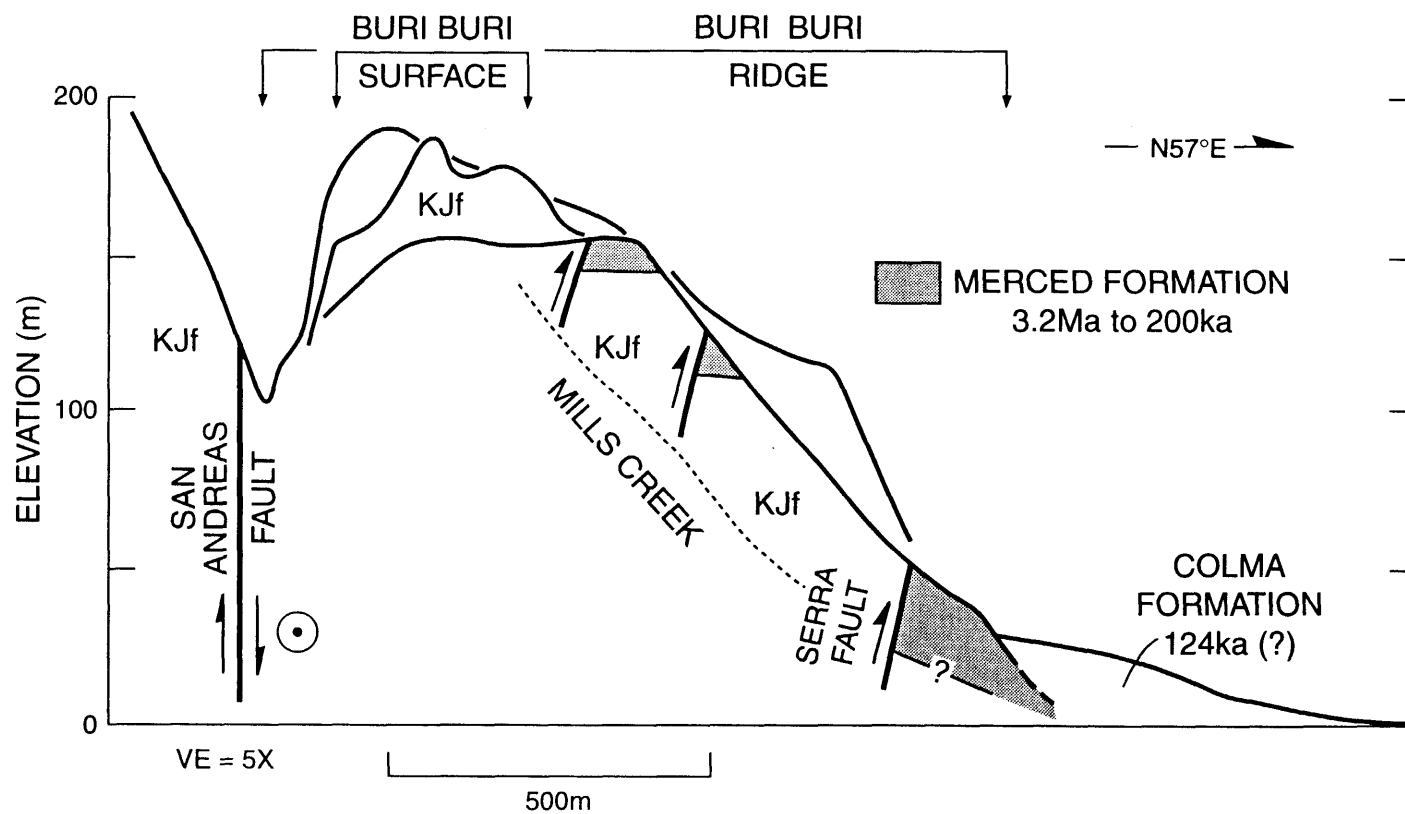 BURI BURI
SURFACE
BURI BURI
RIDGE
200
100
0
ELEVATION (m)
N57°E
KJf
KJf
KJf
KJf
MERCED FORMATION
3.2Ma to 200ka
MILLS CREEK
SAN
ANDREAS
FAULT
SERRA
FAULT
?
COLMA
FORMATION
124ka (?)
VE = 5X
500m